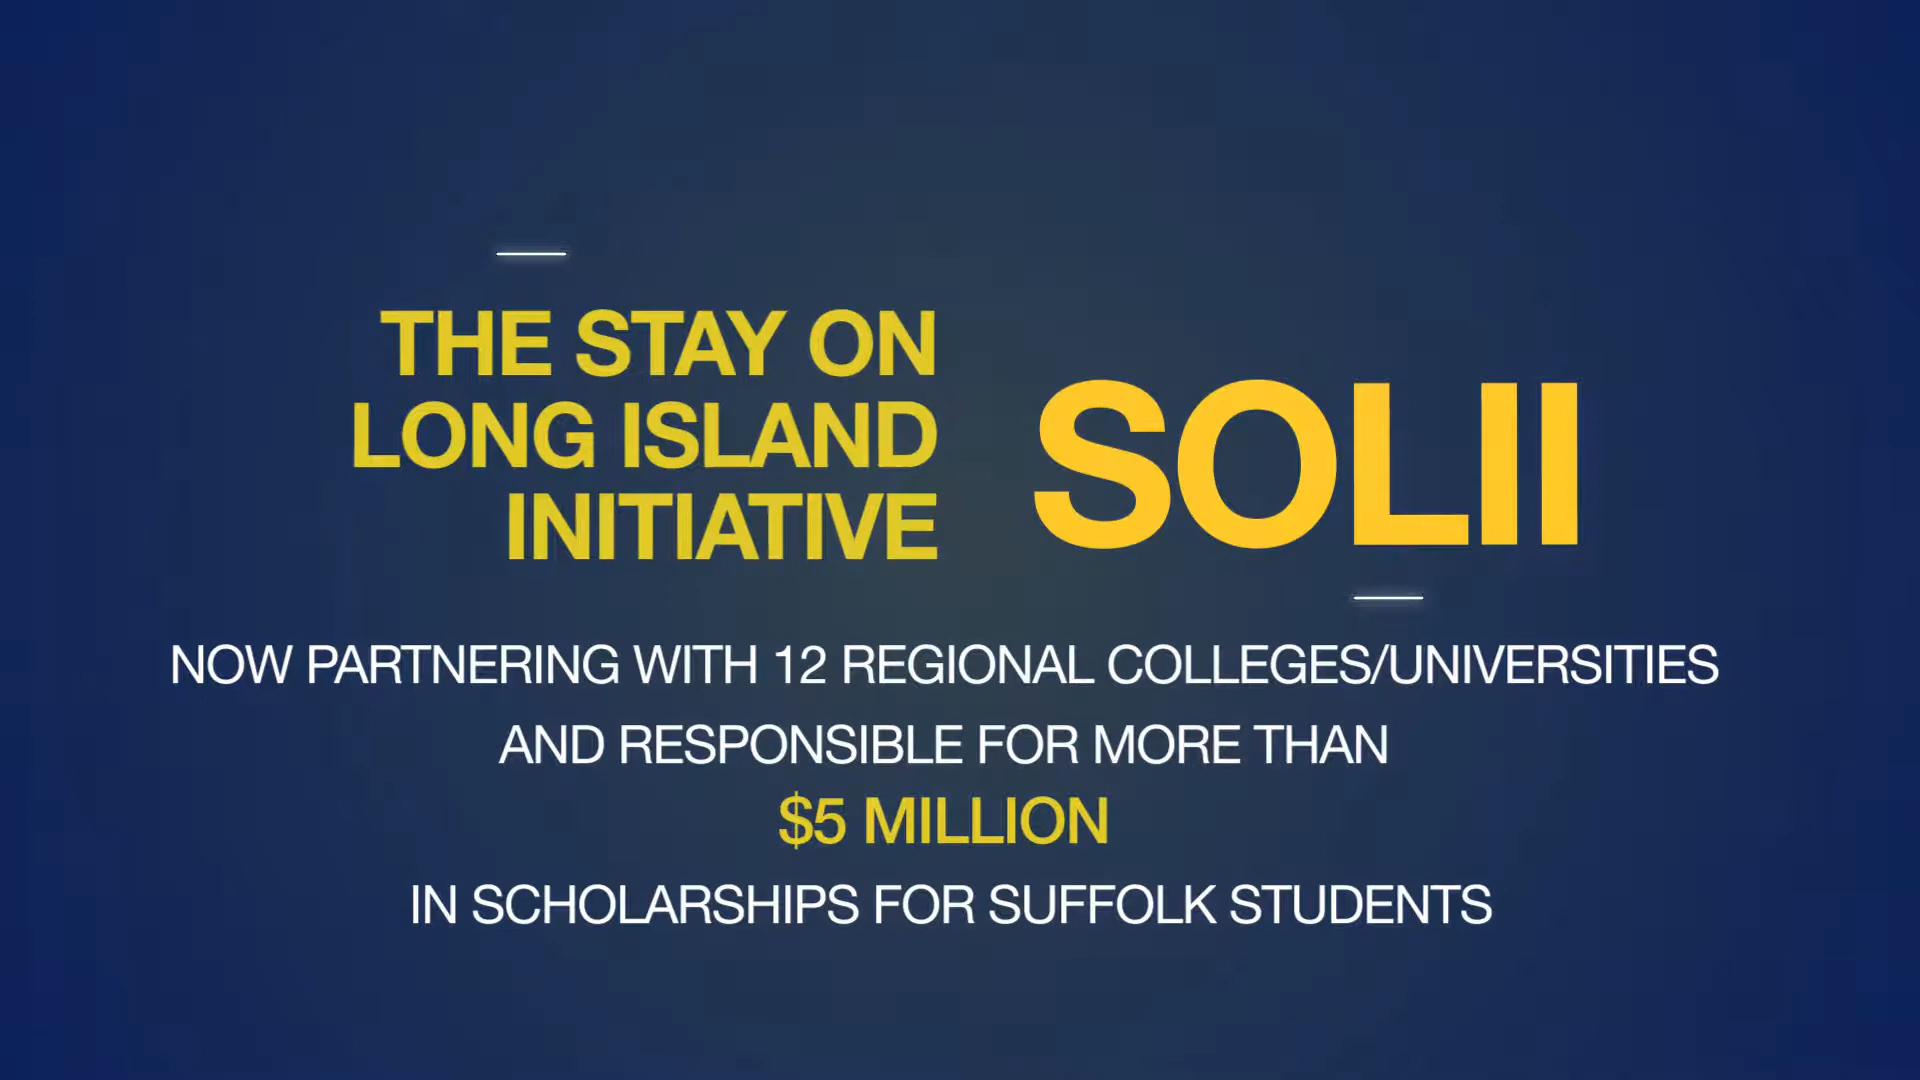 THE STAY ON
LONG ISLAND
INITIATIVE
SOLII
NOW PARTNERING WITH 12 REGIONAL COLLEGES/UNIVERSITIES
AND RESPONSIBLE FOR MORE THAN
$5 MILLION
IN SCHOLARSHIPS FOR SUFFOLK STUDENTS